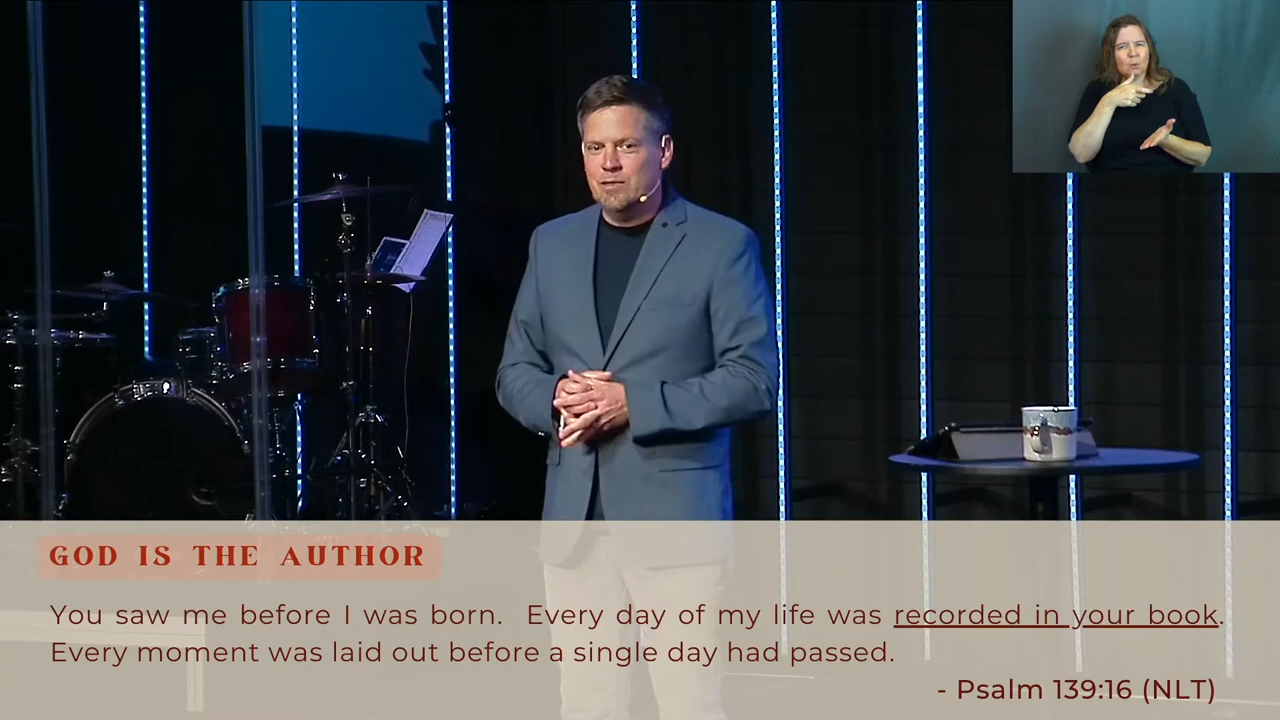 GOD IS THE AUTHOR
You saw me before I was born.  Every day of my life was recorded in your book.
Every moment was laid out before a single day had passed.
- Psalm 139:16 (NLT)